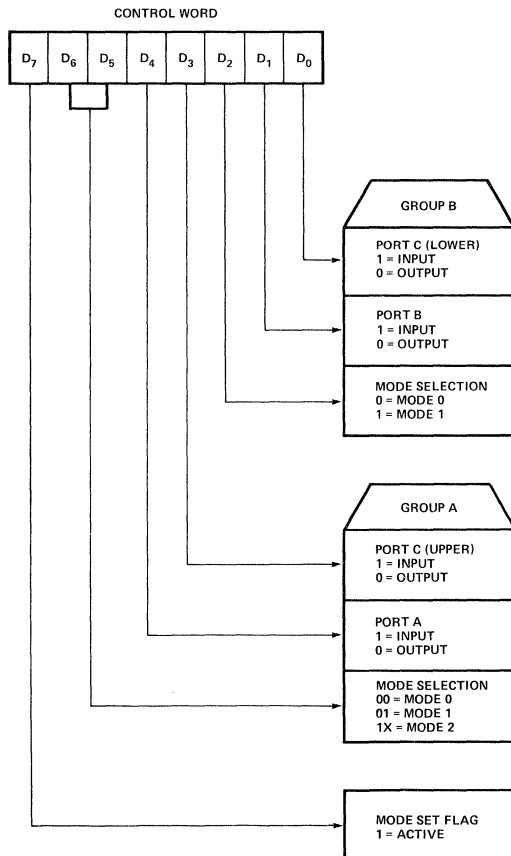 CONTROL WORD
D7 D6 D5 D4 D3 D2 D1 D0
GROUP B
PORT C (LOWER)
1 = INPUT
0 = OUTPUT
PORT B
1 = INPUT
0 = OUTPUT
MODE SELECTION
0 = MODE 0
1 = MODE 1
GROUP A
PORT C (UPPER)
1 = INPUT
0 = OUTPUT
PORT A
1 = INPUT
0 = OUTPUT
MODE SELECTION
00 = MODE 0
01 = MODE 1
1X = MODE 2
MODE SET FLAG
1 = ACTIVE